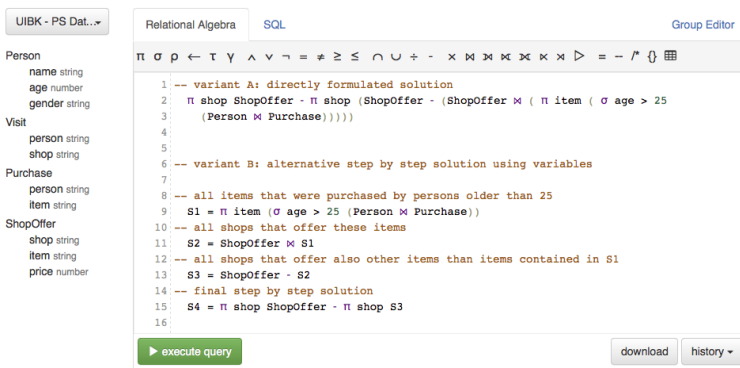 UIBK - PS Dat...
Relational Algebra
SQL
Group Editor
π σ ρ ← τ γ ∧ ∨ ¬ = ≠ ≥ ≤ ∩ ∪ ÷ - × ⋈ ⟕ ⟖ ⟗ ⋉ ⋊ ▷ = -- /* {}
Person
name string
age number
gender string
Visit
person string
shop string
Purchase
person string
item string
ShopOffer
shop string
item string
price number
1 -- variant A: directly formulated solution
2 π shop ShopOffer - π shop (ShopOffer - (ShopOffer ⋈ ( π item ( σ age > 25
3 (Person ⋈ Purchase)))))
4
5
6 -- variant B: alternative step by step solution using variables
7
8 -- all items that were purchased by persons older than 25
9 S1 = π item (σ age > 25 (Person ⋈ Purchase))
10 -- all shops that offer these items
11 S2 = ShopOffer ⋈ S1
12 -- all shops that offer also other items than items contained in S1
13 S3 = ShopOffer - S2
14 -- final step by step solution
15 S4 = π shop ShopOffer - π shop S3
16
execute query
download
history